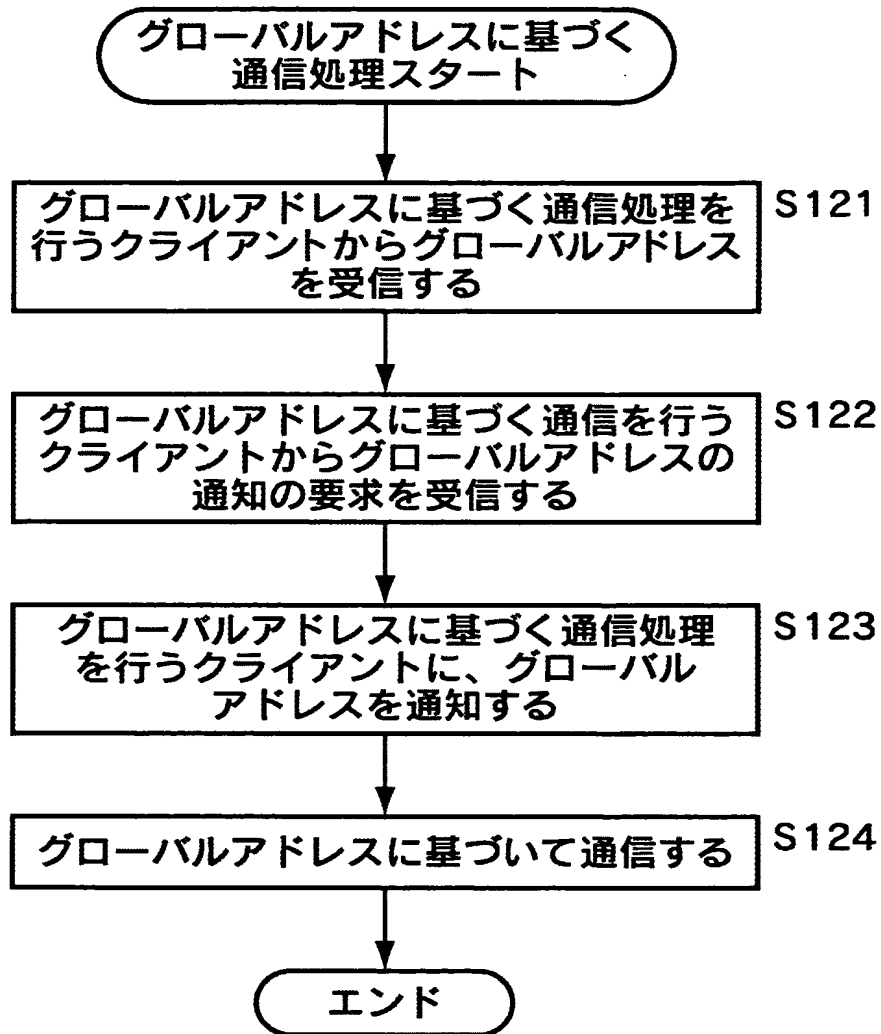 グローバルアドレスに基づく
通信処理スタート
グローバルアドレスに基づく通信処理を
行うクライアントからグローバルアドレス
を受信する
S121
グローバルアドレスに基づく通信を行う
クライアントからグローバルアドレスの
通知の要求を受信する
S122
グローバルアドレスに基づく通信処理
を行うクライアントに、グローバル
アドレスを通知する
S123
グローバルアドレスに基づいて通信する
S124
エンド